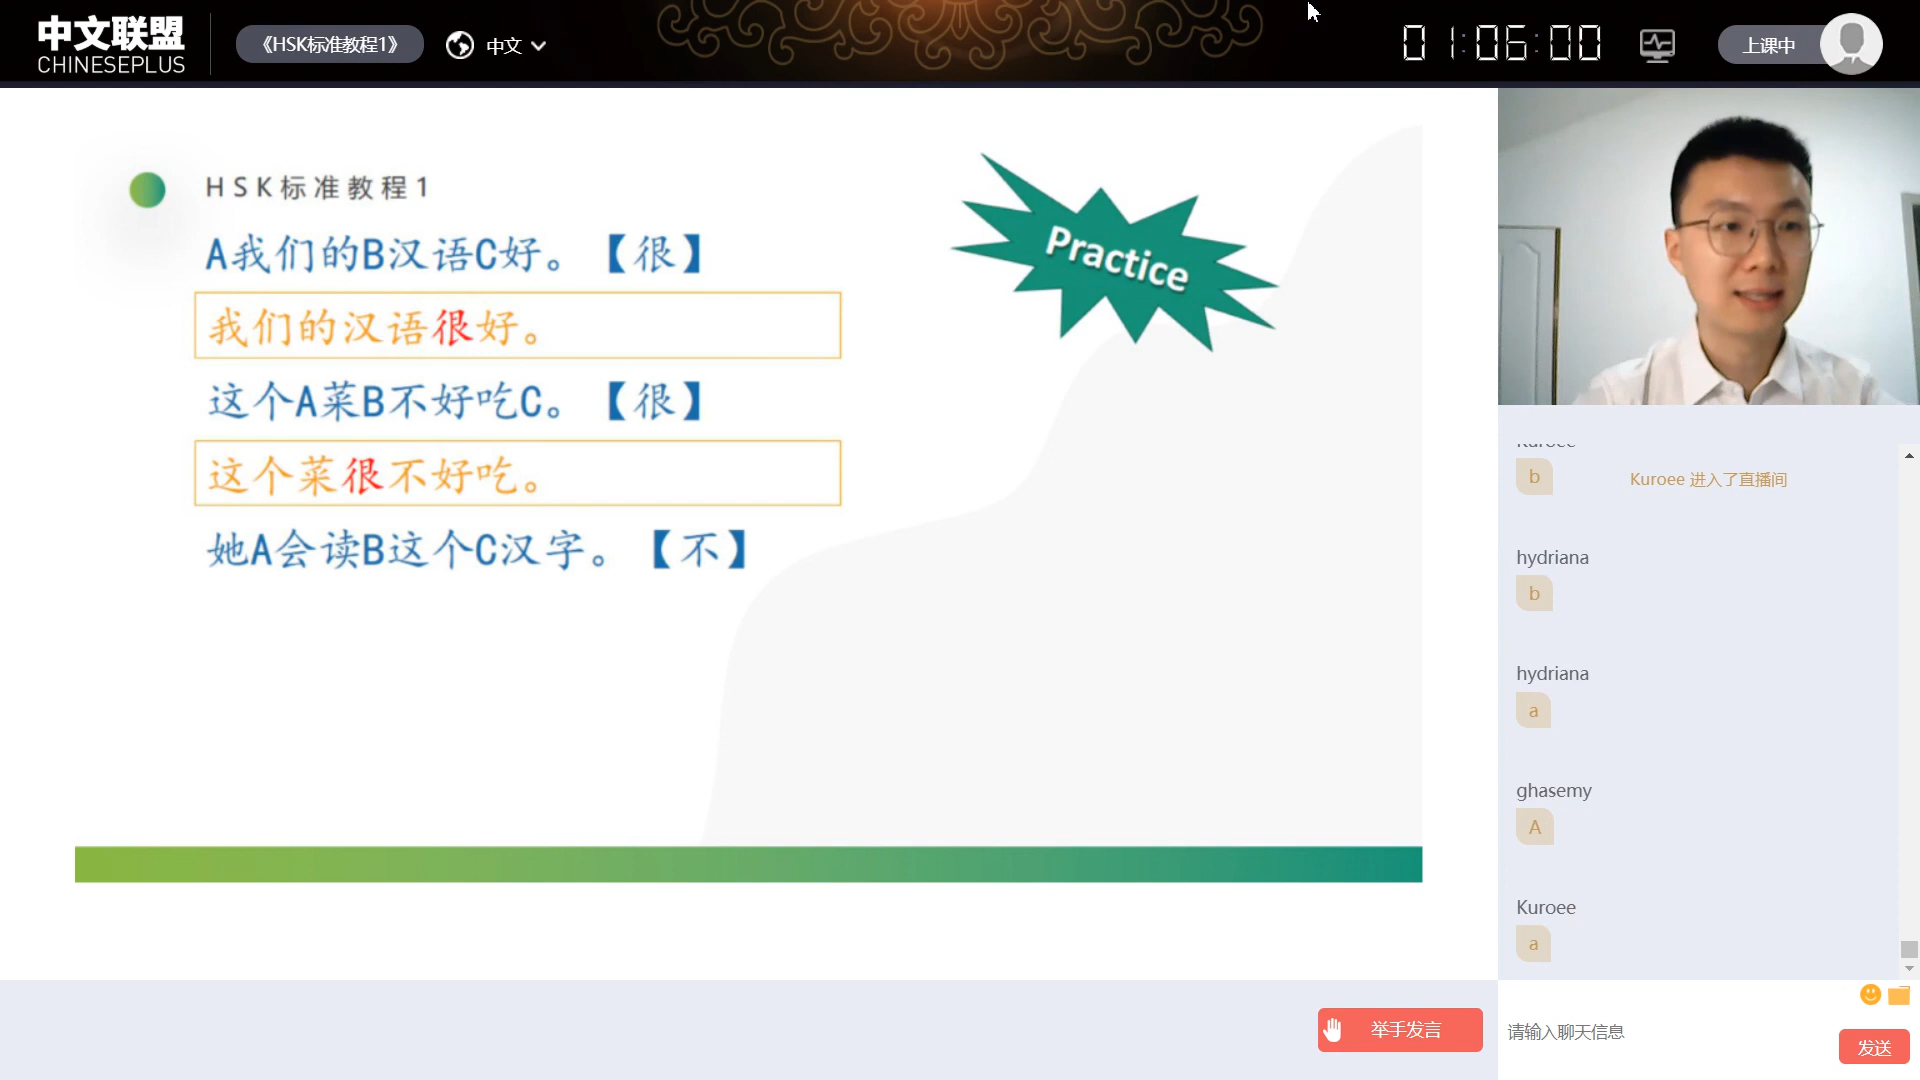 中文联盟
CHINESEPLUS
《HSK标准教程1》
中文
01:06:00
上课中
HSK标准教程1
A我们的B汉语C好。【很】
我们的汉语很好。
这个A菜B不好吃C。【很】
这个菜很不好吃。
她A会读B这个C汉字。【不】
Practice
Kuroee
b
Kuroee 进入了直播间
hydriana
b
hydriana
a
ghasemy
A
Kuroee
a
举手发言
请输入聊天信息
发送